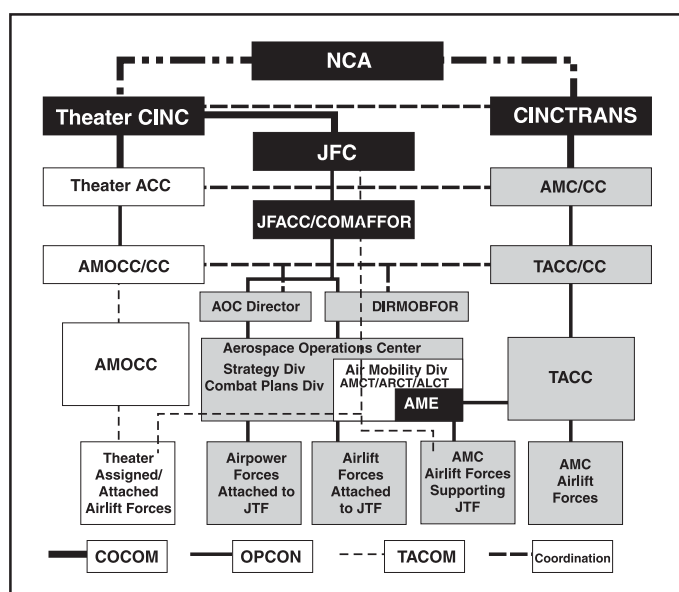 NCA
Theater CINC
CINCTRANS
JFC
Theater ACC
AMC/CC
JFACC/COMAFFOR
AMOCC/CC
TACC/CC
AOC Director
DIRMOBFOR
AMOCC
Aerospace Operations Center
Strategy Div
Combat Plans Div
Air Mobility Div
AMCT/ARCT/ALCT
AME
TACC
Theater
Assigned/
Attached
Airlift Forces
Airpower
Forces
Attached to
JTF
Airlift
Forces
Attached
to JTF
AMC
Airlift Forces
Supporting
JTF
AMC
Airlift
Forces
COCOM
OPCON
TACOM
Coordination